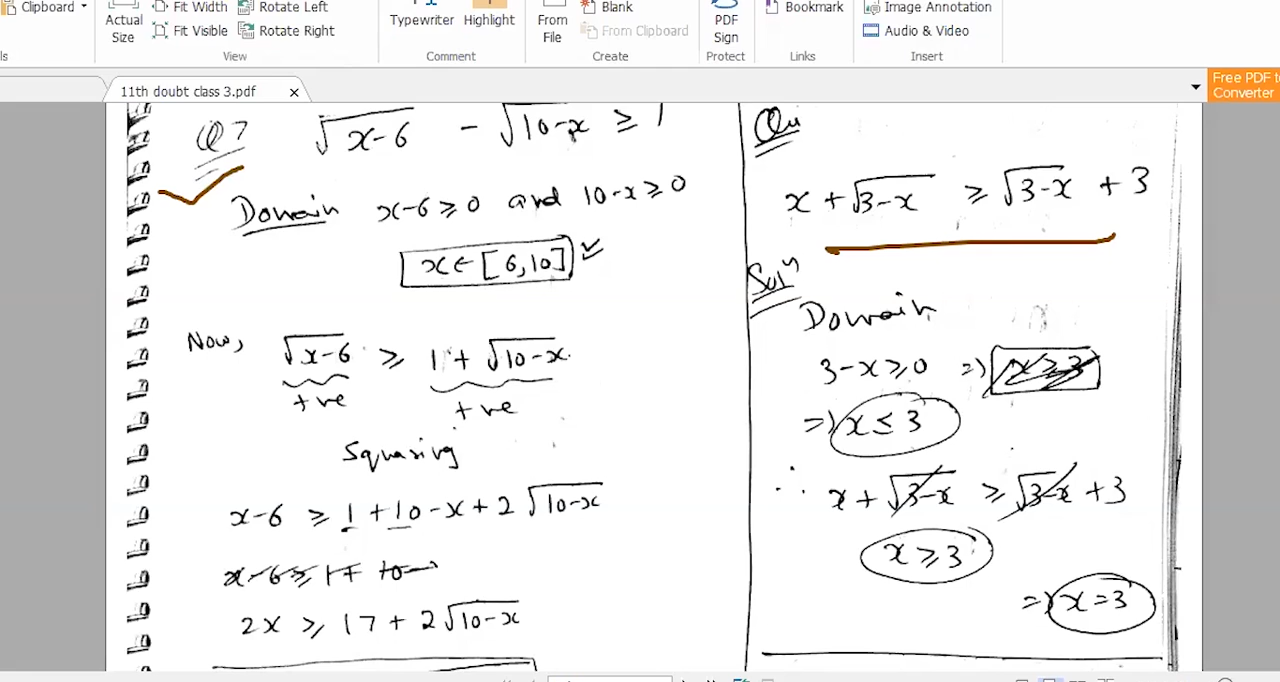 Clipboard
Actual Size
Fit Width
Fit Visible
Rotate Left
Rotate Right
View
Typewriter
Highlight
Comment
From File
Blank
From Clipboard
Create
PDF Sign
Protect
Bookmark
Links
Image Annotation
Audio & Video
Insert
11th doubt class 3.pdf
Free PDF to
Converter
Q7 √(x-6) - √(10-x) ≥ 1
Domain x-6 ≥ 0 and 10-x ≥ 0
x ∈ [6,10] ✓
Now, √(x-6) ≥ 1 + √(10-x)
+ve +ve
Squaring
x-6 ≥ 1 + 10 - x + 2√(10-x)
2x ≥ 17 + 2√(10-x)
x + √(3-x) ≥ √(3-x) + 3
Solⁿ
Domain
3-x ≥ 0 ⇒ x ≥ 3
⇒ x ≤ 3
∴ x + √(3-x) ≥ √(3-x) + 3
x ≥ 3
⇒ x = 3